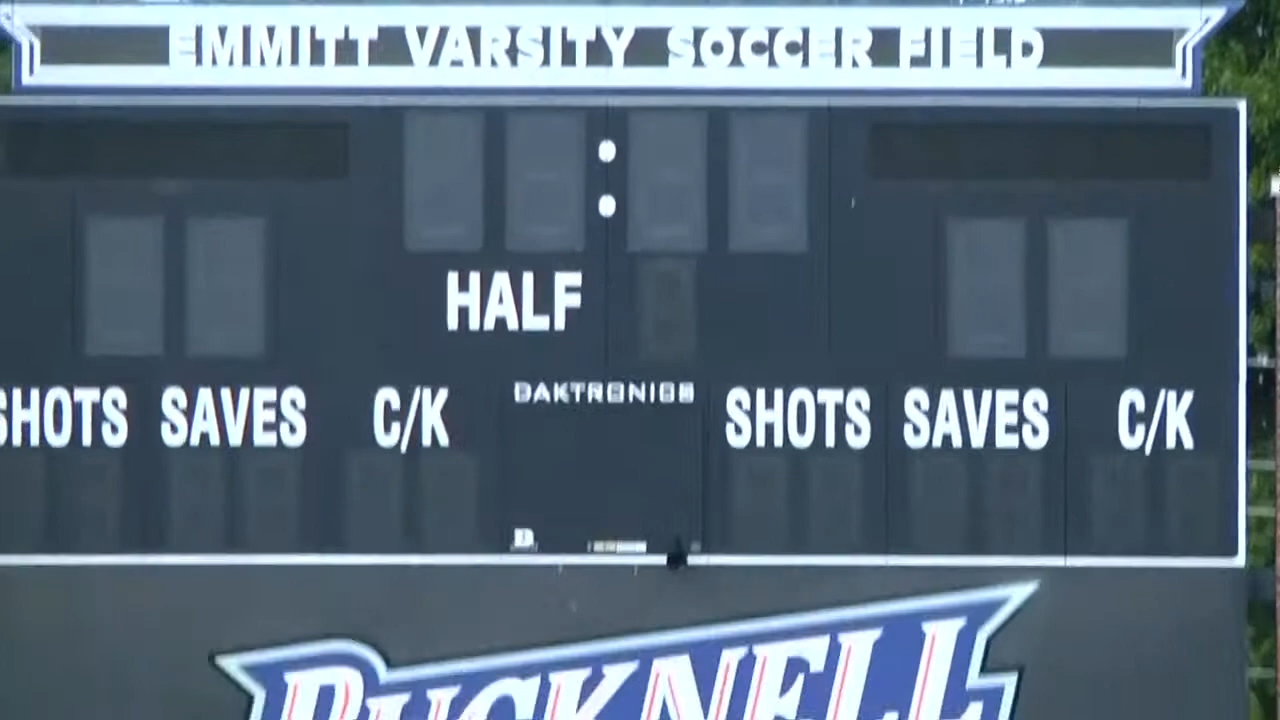 EMMITT VARSITY SOCCER FIELD
:
HALF
SHOTS SAVES C/K DAKTRONICS SHOTS SAVES C/K
BUCKNELL